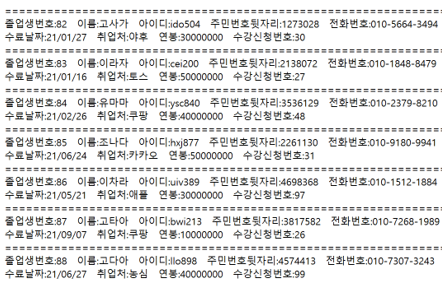 ==================================================
졸업생번호:82 이름:고사가 아이디:ido504 주민번호뒷자리:1273028 전화번호:010-5664-3494
수료날짜:21/01/27 취업처:야후 연봉:30000000 수강신청번호:30
==================================================
졸업생번호:83 이름:이라자 아이디:cei200 주민번호뒷자리:2138072 전화번호:010-1848-8479
수료날짜:21/01/16 취업처:토스 연봉:50000000 수강신청번호:27
==================================================
졸업생번호:84 이름:유마마 아이디:ysc840 주민번호뒷자리:3536129 전화번호:010-2379-8210
수료날짜:21/02/26 취업처:쿠팡 연봉:40000000 수강신청번호:48
==================================================
졸업생번호:85 이름:조나다 아이디:hxj877 주민번호뒷자리:2261130 전화번호:010-9180-9941
수료날짜:21/06/24 취업처:카카오 연봉:50000000 수강신청번호:31
==================================================
졸업생번호:86 이름:이차라 아이디:uiv389 주민번호뒷자리:4698368 전화번호:010-1512-1884
수료날짜:21/05/21 취업처:애플 연봉:30000000 수강신청번호:97
==================================================
졸업생번호:87 이름:고타아 아이디:bwi213 주민번호뒷자리:3817582 전화번호:010-7268-1989
수료날짜:21/09/07 취업처:쿠팡 연봉:10000000 수강신청번호:26
==================================================
졸업생번호:88 이름:고다아 아이디:llo898 주민번호뒷자리:4574413 전화번호:010-7307-3243
수료날짜:21/06/27 취업처:농심 연봉:40000000 수강신청번호:99